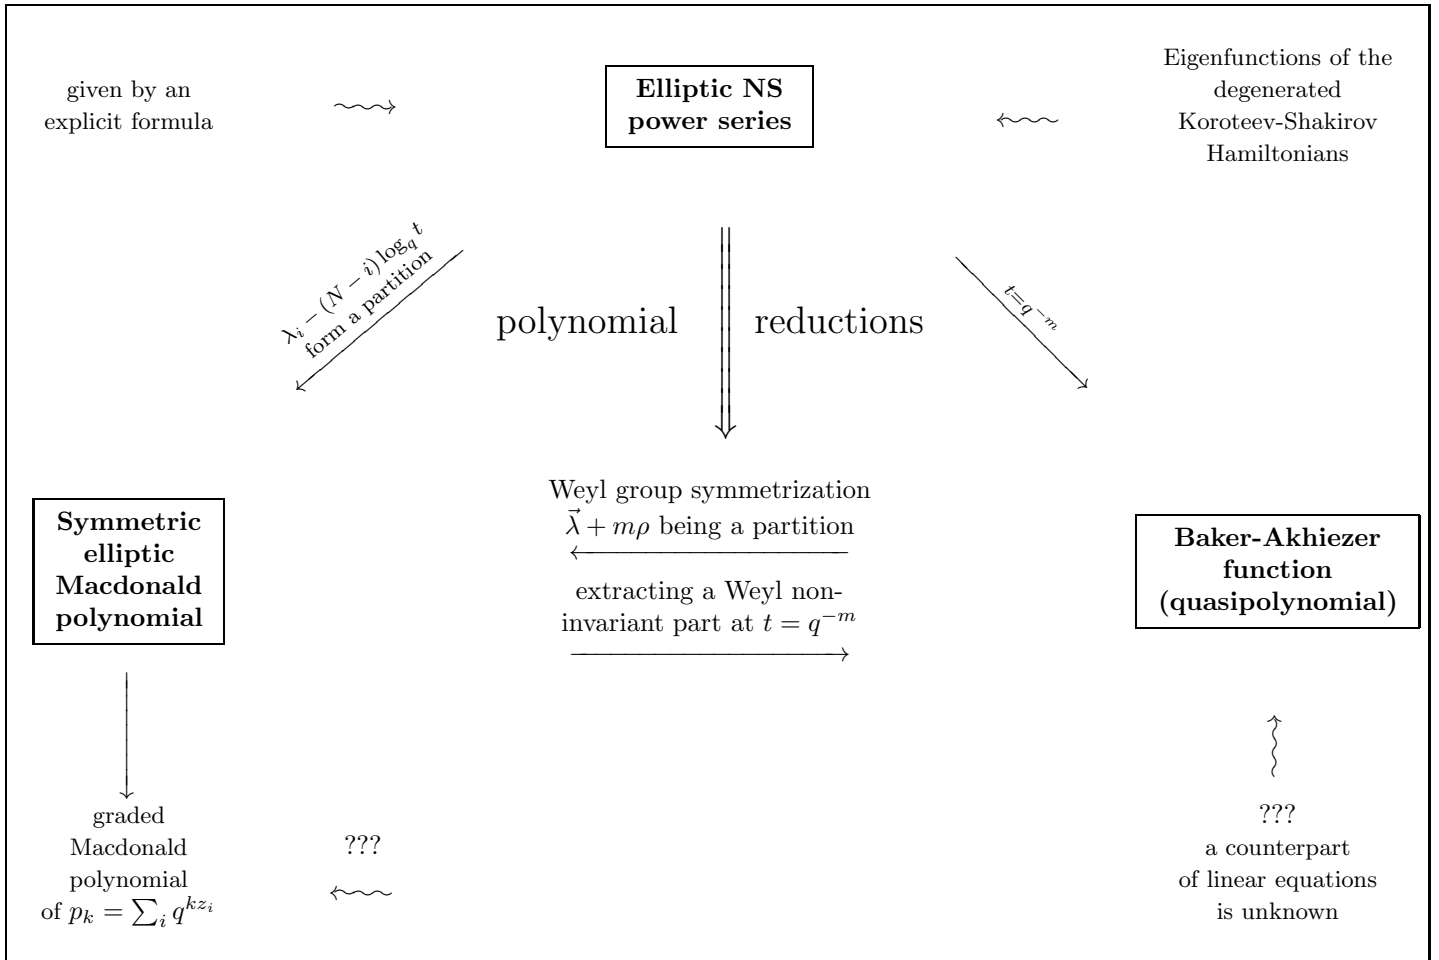 given by an
explicit formula
Elliptic NS
power series
Eigenfunctions of the
degenerated
Koroteev-Shakirov
Hamiltonians
λ_i − (N − i) log_q t
form a partition
polynomial
reductions
t=q^{−m}
Weyl group symmetrization
\vec{λ} + mρ being a partition
extracting a Weyl non-
invariant part at t = q^{−m}
Symmetric
elliptic
Macdonald
polynomial
Baker-Akhiezer
function
(quasipolynomial)
graded
Macdonald
polynomial
of p_k = ∑_i q^{kz_i}
???
???
a counterpart
of linear equations
is unknown